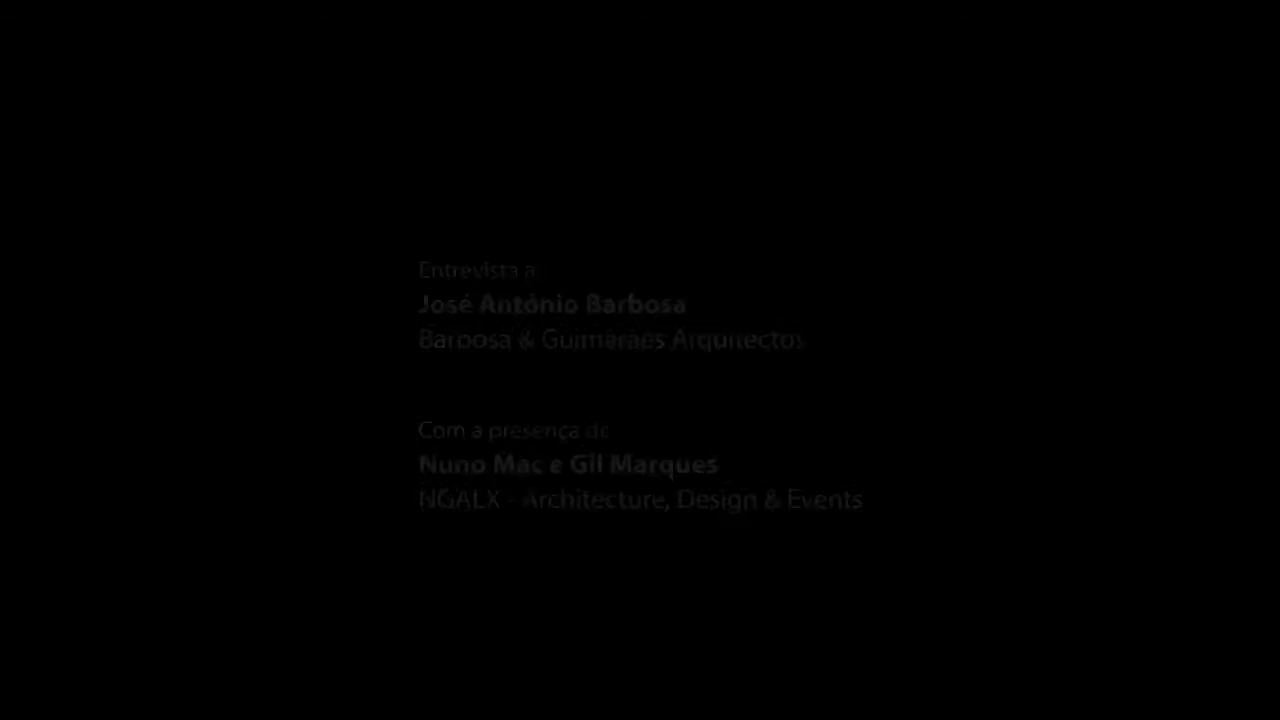 Entrevista a
José António Barbosa
Barbosa & Guimarães Arquitectos
Com a presença de
Nuno Mac e Gil Marques
NGALX - Architecture, Design & Events